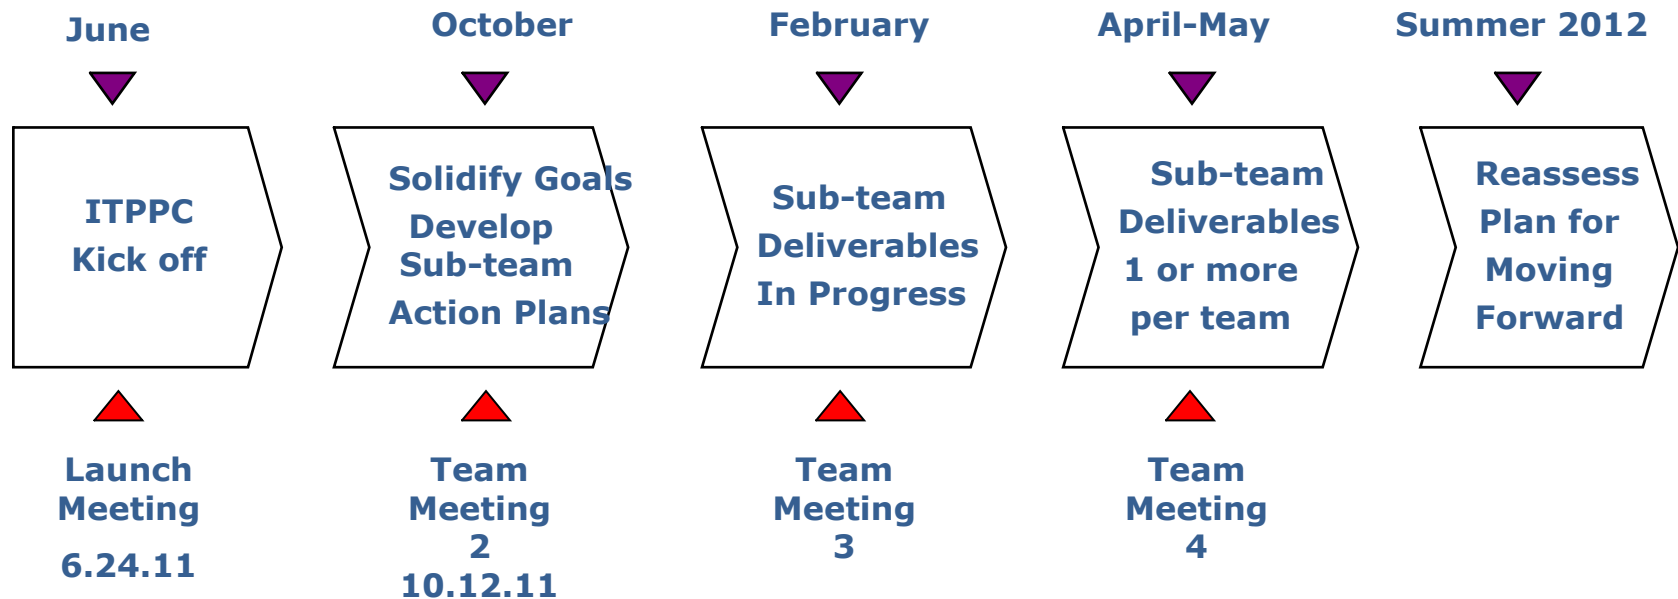 June
October
February
April-May
Summer 2012
ITPPC
Kick off
Solidify Goals
Develop
Sub-team
Action Plans
Sub-team
Deliverables
In Progress
Sub-team
Deliverables
1 or more
per team
Reassess
Plan for
Moving
Forward
Launch
Meeting
6.24.11
Team
Meeting
2
10.12.11
Team
Meeting
3
Team
Meeting
4